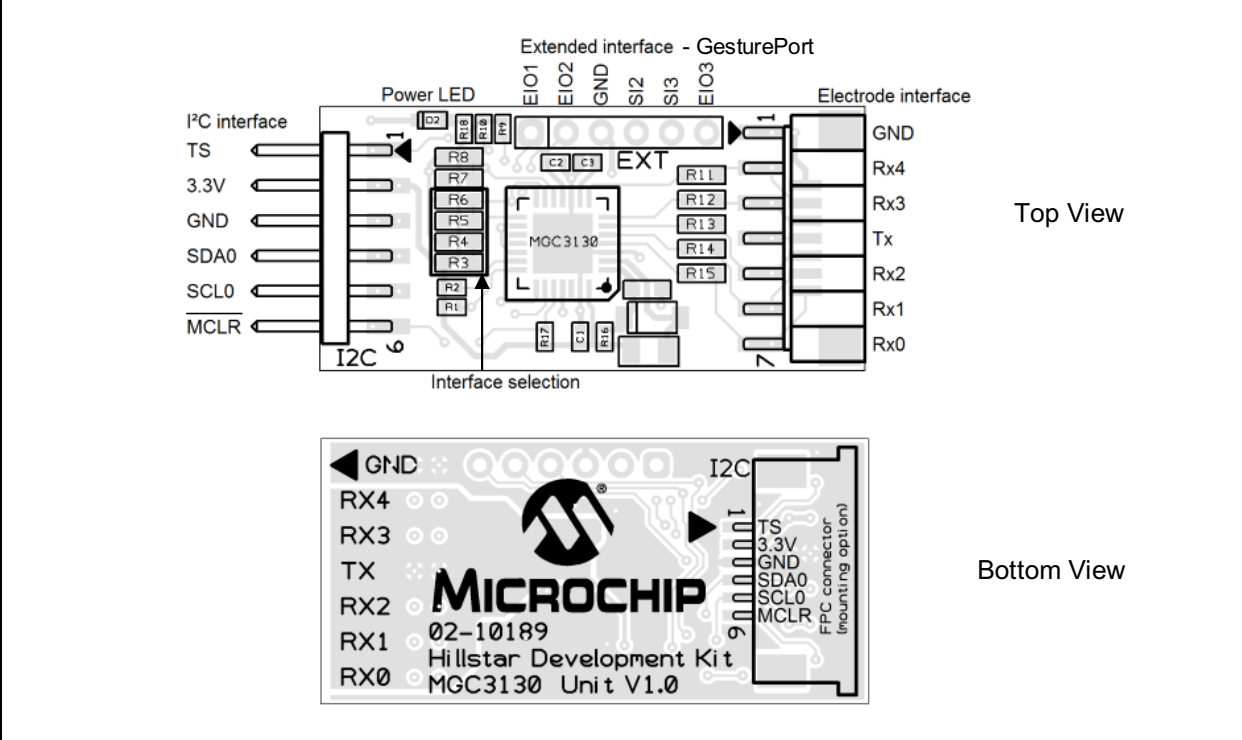 Extended interface - GesturePort
EIO1
EIO2
GND
SI2
SI3
EIO3
Power LED
Electrode interface
I²C interface
TS
3.3V
GND
SDA0
SCL0
MCLR
1
6
I2C
D2
R18
R10
R9
R8
R7
R6
R5
R4
R3
R2
R1
C2
C3
EXT
MGC3130
R11
R12
R13
R14
R15
R17
C1
R16
1
7
GND
Rx4
Rx3
Tx
Rx2
Rx1
Rx0
Interface selection
Top View
GND
RX4
RX3
TX
RX2
RX1
RX0
®
MICROCHIP
02-10189
Hillstar Development Kit
MGC3130 Unit V1.0
I2C
1
6
TS
3.3V
GND
SDA0
SCL0
MCLR
FPC connector
(mounting option)
Bottom View